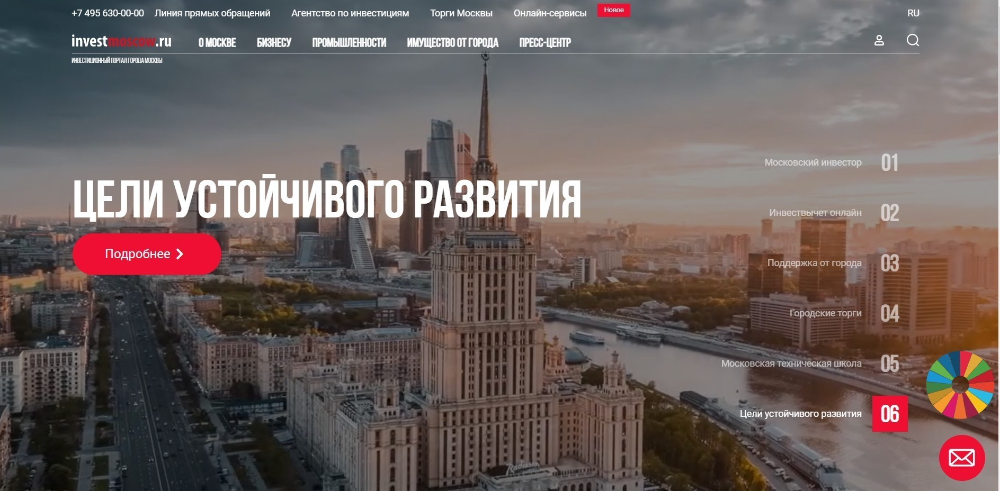 +7 495 630-00-00 Линия прямых обращений Агентство по инвестициям Торги Москвы Онлайн-сервисы Новое RU
investmoscow.ru О МОСКВЕ БИЗНЕСУ ПРОМЫШЛЕННОСТИ ИМУЩЕСТВО ОТ ГОРОДА ПРЕСС-ЦЕНТР
ИНВЕСТИЦИОННЫЙ ПОРТАЛ ГОРОДА МОСКВЫ
ЦЕЛИ УСТОЙЧИВОГО РАЗВИТИЯ
Подробнее
Московский инвестор 01
Инвествычет онлайн 02
Поддержка от города 03
Городские торги 04
Московская техническая школа 05
Цели устойчивого развития 06
Radisson